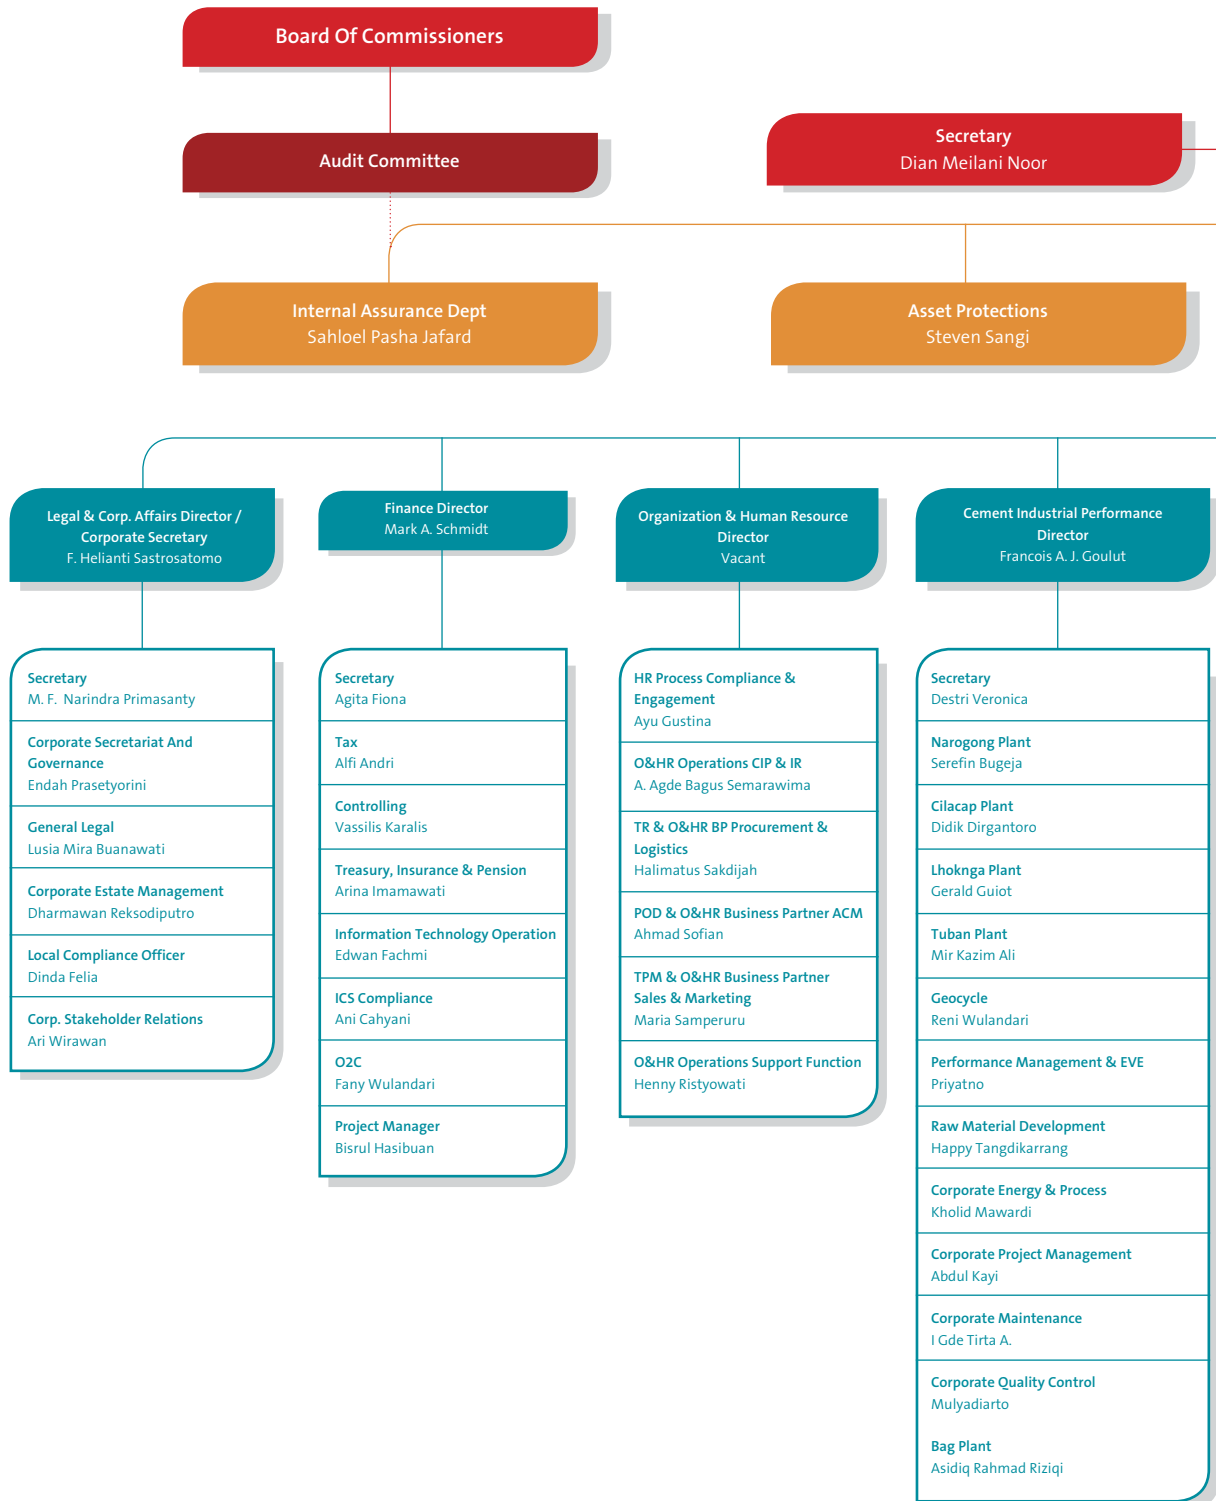 Board Of Commissioners
Audit Committee
Secretary
Dian Meilani Noor
Internal Assurance Dept
Sahloel Pasha Jafard
Asset Protections
Steven Sangi
Legal & Corp. Affairs Director /
Corporate Secretary
F. Helianti Sastrosatomo
Finance Director
Mark A. Schmidt
Organization & Human Resource
Director
Vacant
Cement Industrial Performance
Director
Francois A. J. Goulut
Secretary
M. F. Narindra Primasanty
Corporate Secretariat And
Governance
Endah Prasetyorini
General Legal
Lusia Mira Buanawati
Corporate Estate Management
Dharmawan Reksodiputro
Local Compliance Officer
Dinda Felia
Corp. Stakeholder Relations
Ari Wirawan
Secretary
Agita Fiona
Tax
Alfi Andri
Controlling
Vassilis Karalis
Treasury, Insurance & Pension
Arina Imamawati
Information Technology Operation
Edwan Fachmi
ICS Compliance
Ani Cahyani
O2C
Fany Wulandari
Project Manager
Bisrul Hasibuan
HR Process Compliance &
Engagement
Ayu Gustina
O&HR Operations CIP & IR
A. Agde Bagus Semarawima
TR & O&HR BP Procurement &
Logistics
Halimatus Sakdijah
POD & O&HR Business Partner ACM
Ahmad Sofian
TPM & O&HR Business Partner
Sales & Marketing
Maria Samperuru
O&HR Operations Support Function
Henny Ristyowati
Secretary
Destri Veronica
Narogong Plant
Serefin Bugeja
Cilacap Plant
Didik Dirgantoro
Lhoknga Plant
Gerald Guiot
Tuban Plant
Mir Kazim Ali
Geocycle
Reni Wulandari
Performance Management & EVE
Priyatno
Raw Material Development
Happy Tangdikarrang
Corporate Energy & Process
Kholid Mawardi
Corporate Project Management
Abdul Kayi
Corporate Maintenance
I Gde Tirta A.
Corporate Quality Control
Mulyadiarto
Bag Plant
Asidiq Rahmad Riziqi